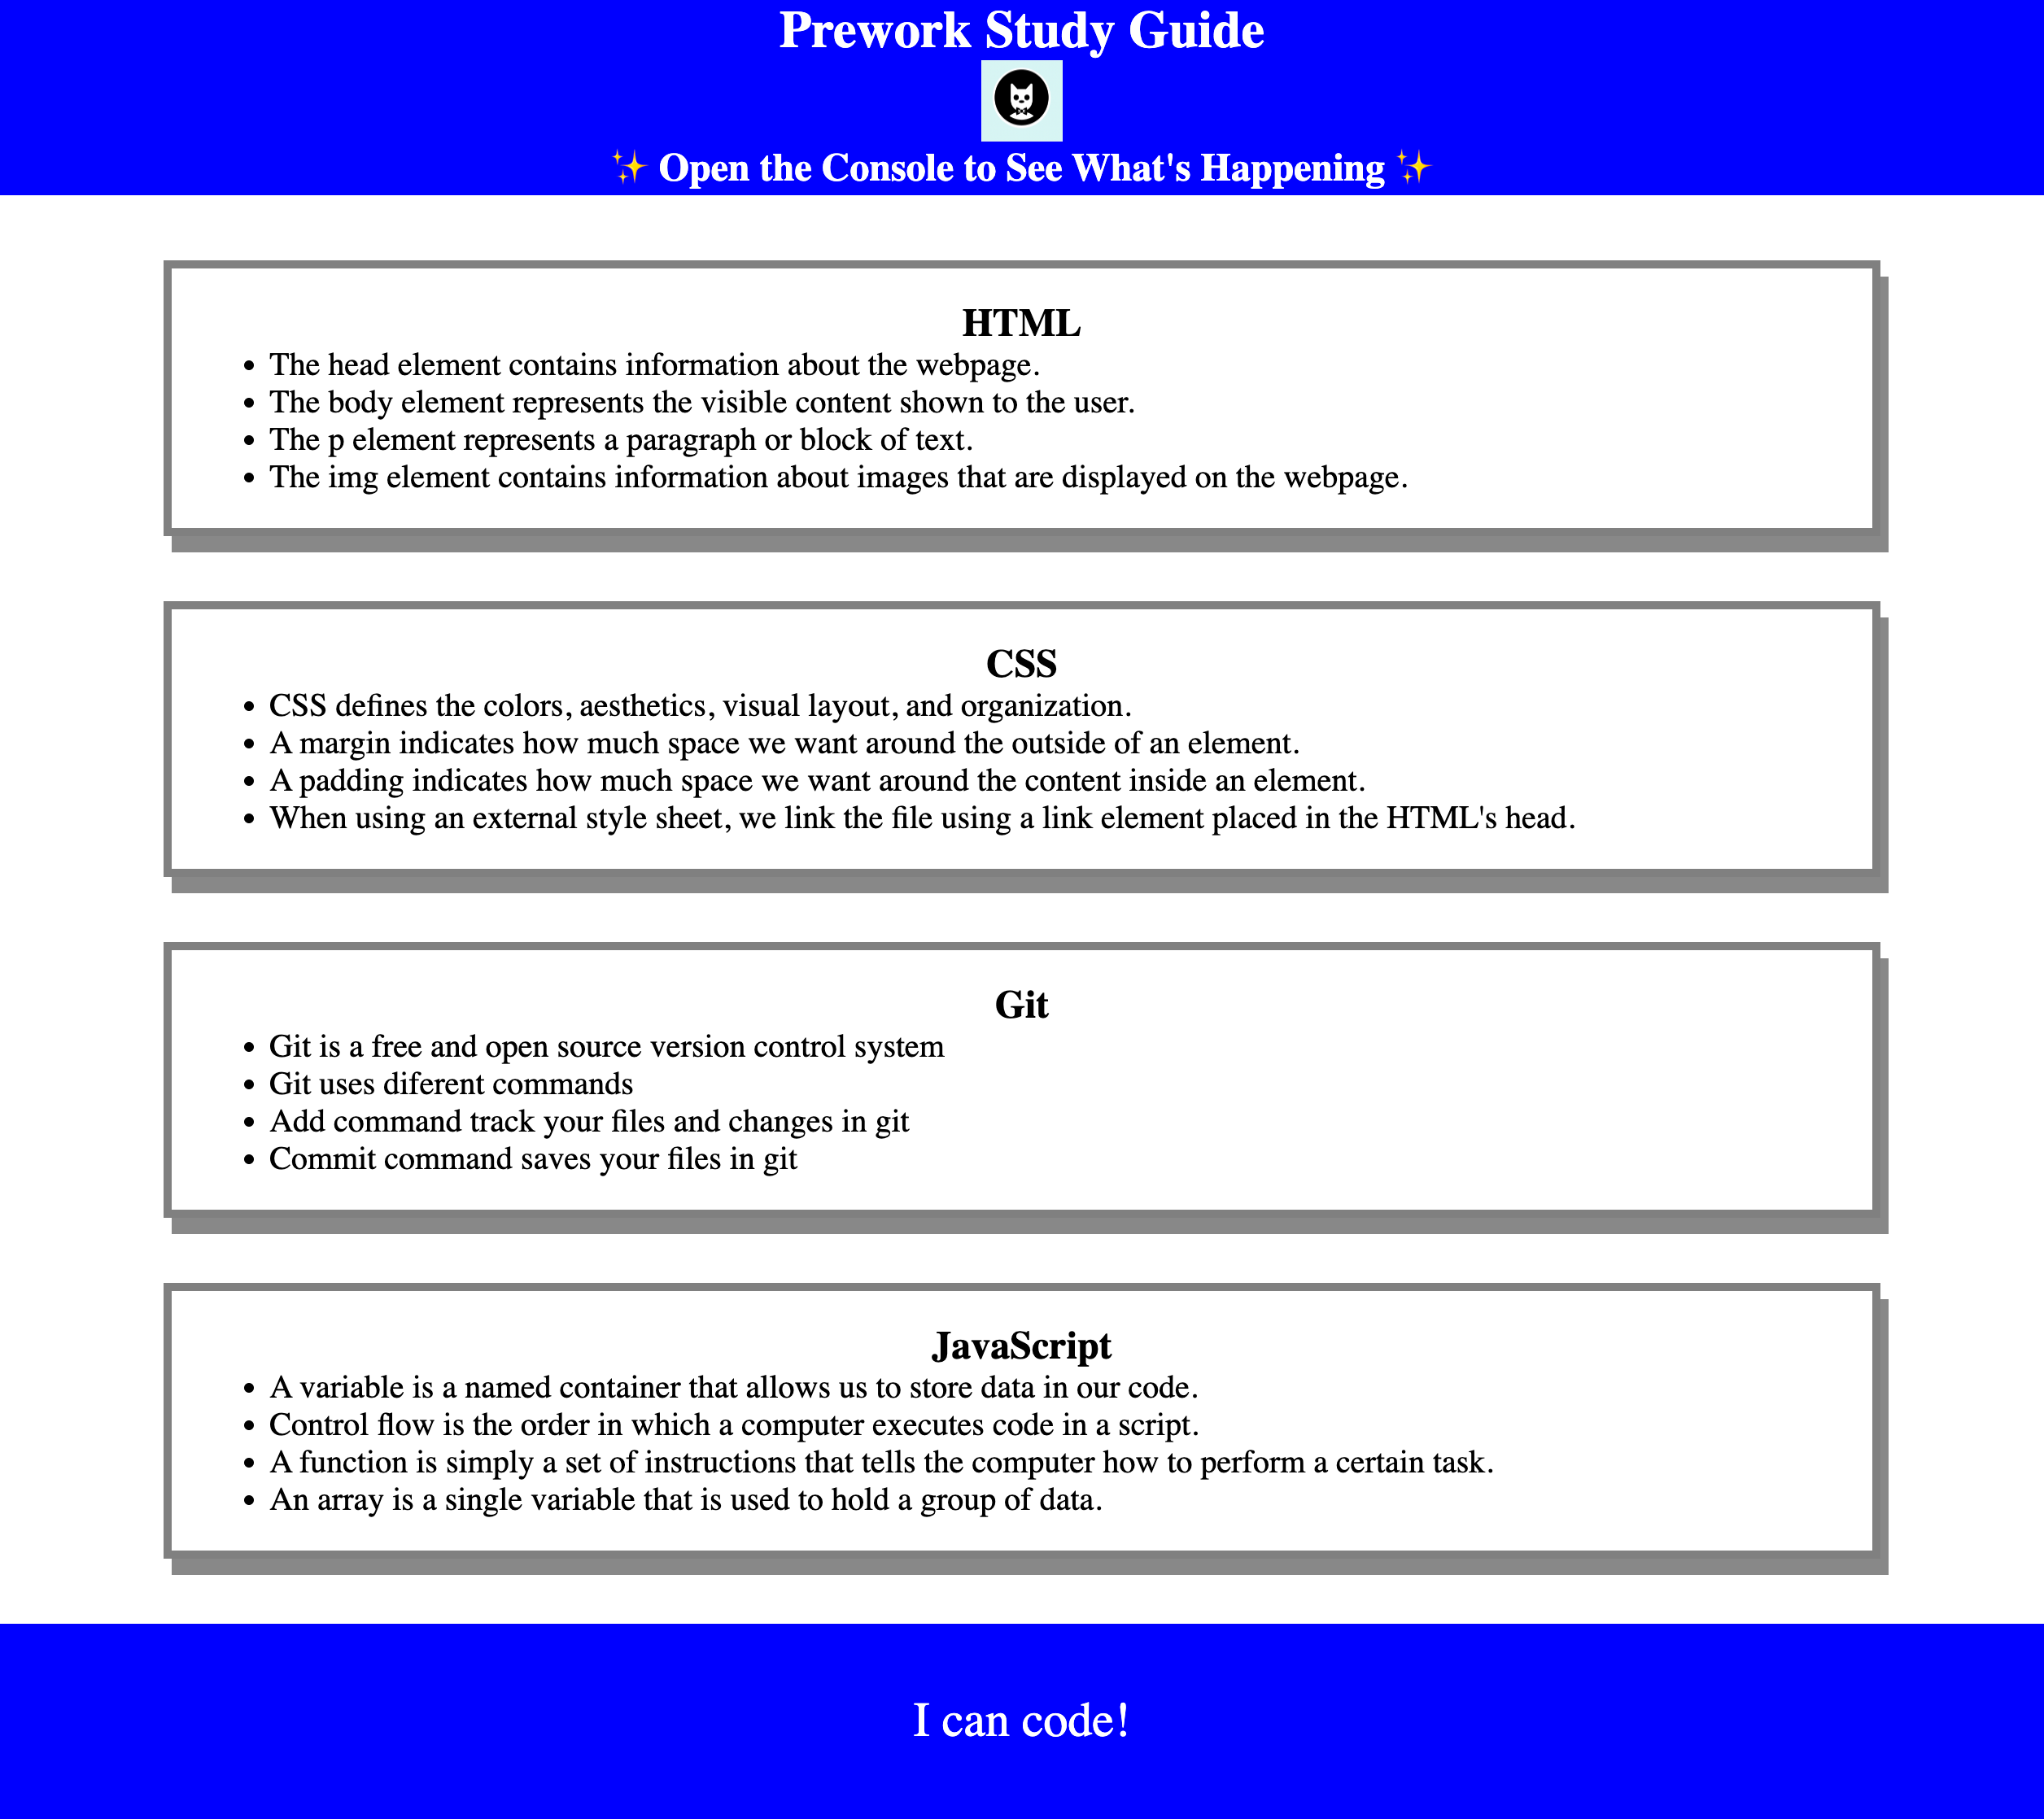 Prework Study Guide
✨ Open the Console to See What's Happening ✨
HTML
• The head element contains information about the webpage.
• The body element represents the visible content shown to the user.
• The p element represents a paragraph or block of text.
• The img element contains information about images that are displayed on the webpage.
CSS
• CSS defines the colors, aesthetics, visual layout, and organization.
• A margin indicates how much space we want around the outside of an element.
• A padding indicates how much space we want around the content inside an element.
• When using an external style sheet, we link the file using a link element placed in the HTML's head.
Git
• Git is a free and open source version control system
• Git uses diferent commands
• Add command track your files and changes in git
• Commit command saves your files in git
JavaScript
• A variable is a named container that allows us to store data in our code.
• Control flow is the order in which a computer executes code in a script.
• A function is simply a set of instructions that tells the computer how to perform a certain task.
• An array is a single variable that is used to hold a group of data.
I can code!